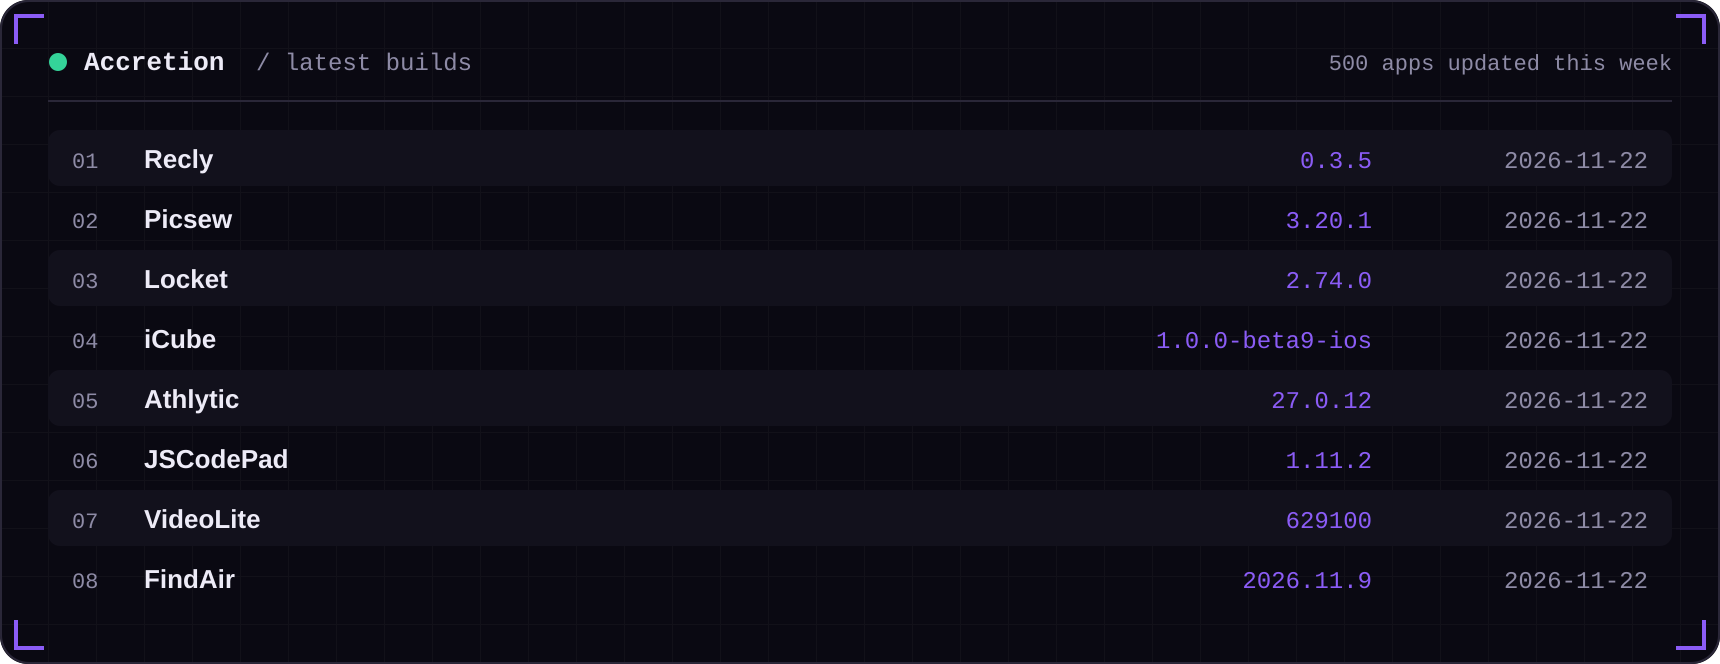 Accretion / latest builds 500 apps updated this week
01 Recly 0.3.5 2026-11-22
02 Picsew 3.20.1 2026-11-22
03 Locket 2.74.0 2026-11-22
04 iCube 1.0.0-beta9-ios 2026-11-22
05 Athlytic 27.0.12 2026-11-22
06 JSCodePad 1.11.2 2026-11-22
07 VideoLite 629100 2026-11-22
08 FindAir 2026.11.9 2026-11-22